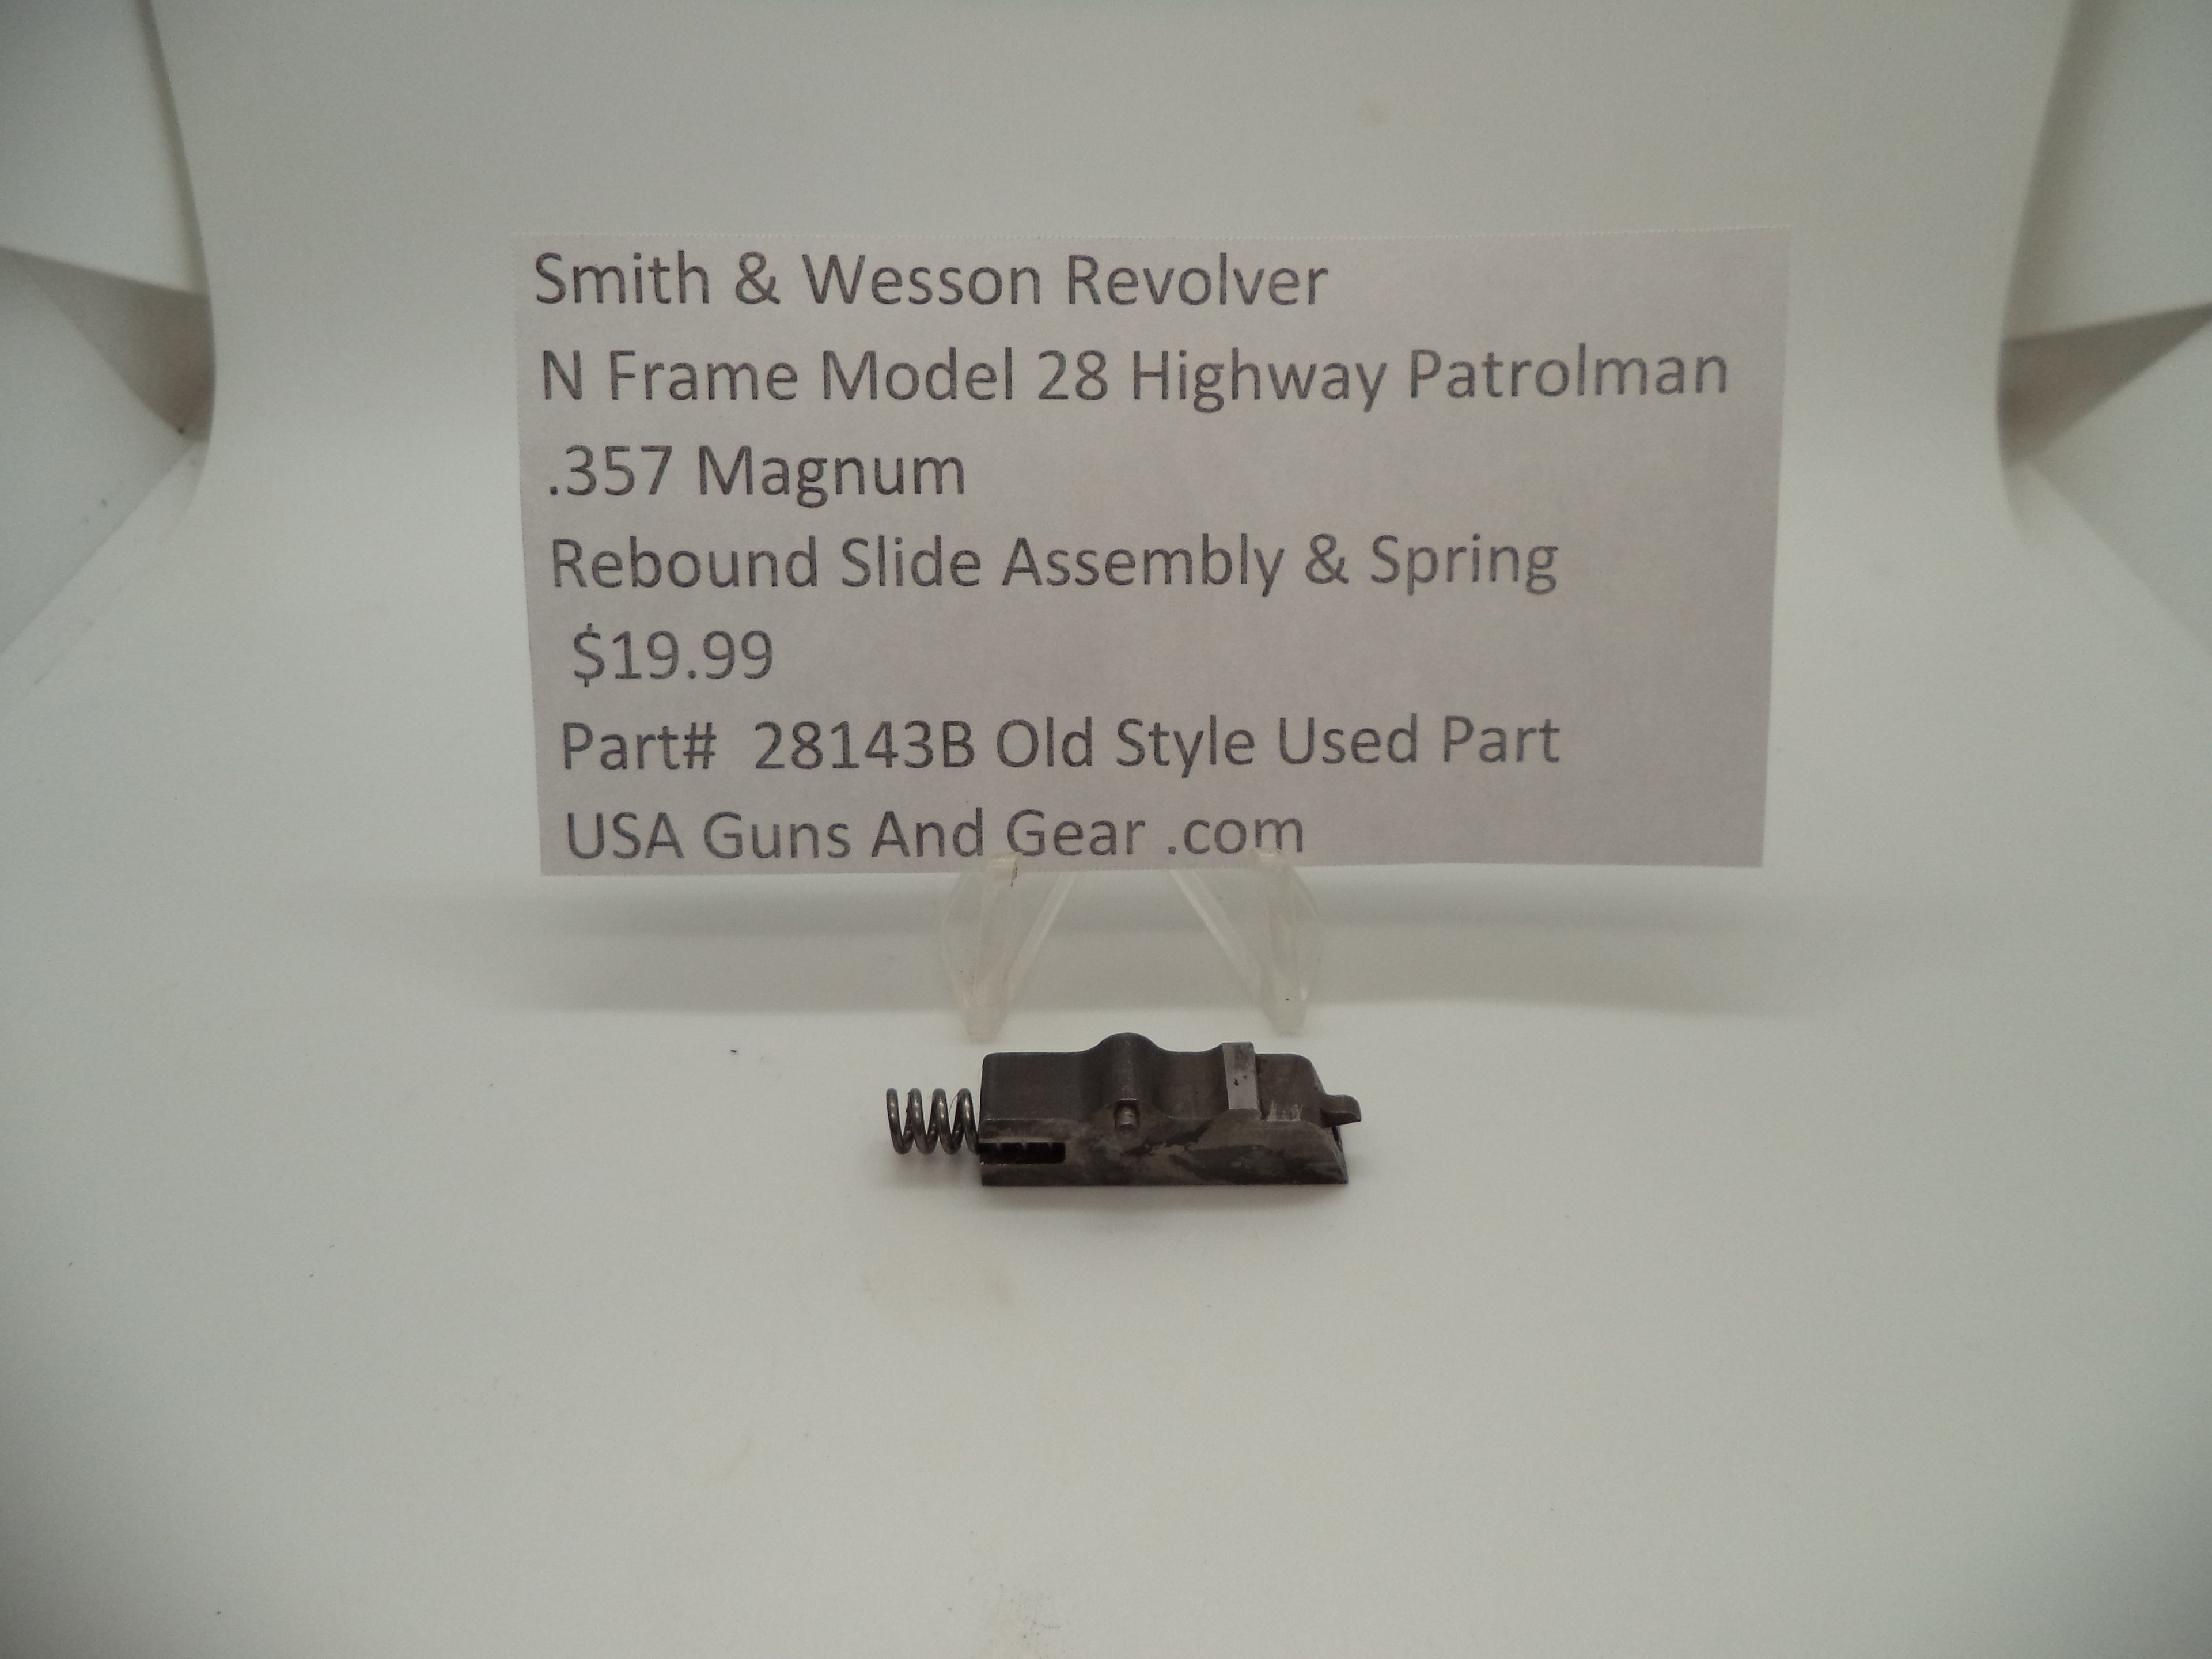 Smith & Wesson Revolver
N Frame Model 28 Highway Patrolman
.357 Magnum
Rebound Slide Assembly & Spring
$19.99
Part# 28143B Old Style Used Part
USA Guns And Gear .com